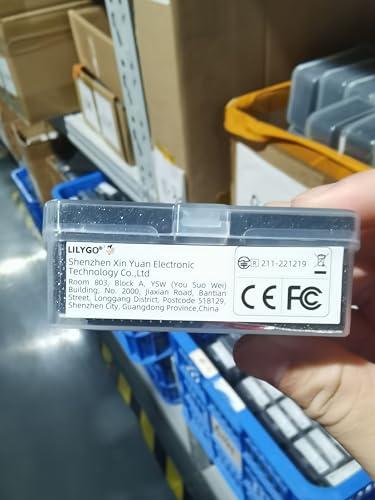 LILYGO®
Shenzhen Xin Yuan Electronic
Technology Co.,Ltd
Room 803, Block A, YSW (You Suo Wei)
Building, No. 2000, Jiaxian Road, Bantian
Street, Longgang District, Postcode 518129,
Shenzhen City, Guangdong Province,China
R 211-221219
CE FC